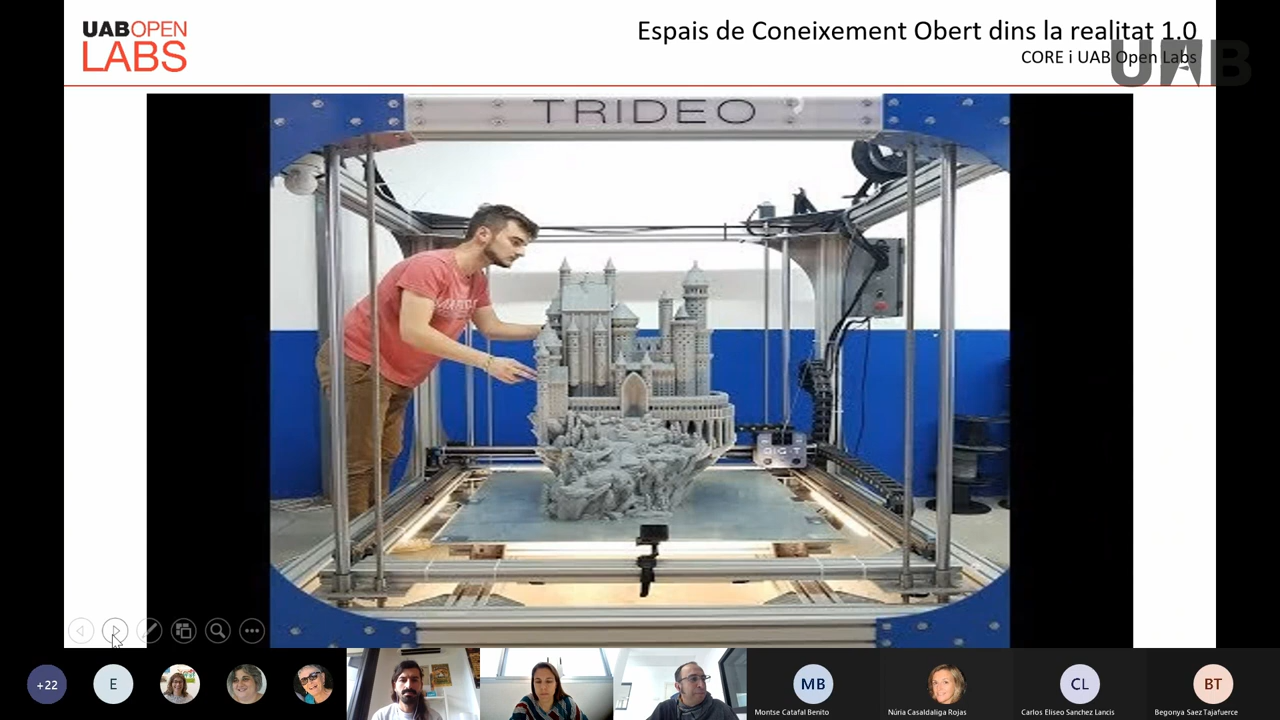 UAB OPEN
LABS
Espais de Coneixement Obert dins la realitat 1.0
CORE i UAB Open Labs
UAB
TRIDEO
+22
E
MB
CL
BT
Montse Catafal Benito
Núria Casaldaliga Rojas
Carlos Eliseo Sanchez Lancis
Begonya Saez Tajafuerce